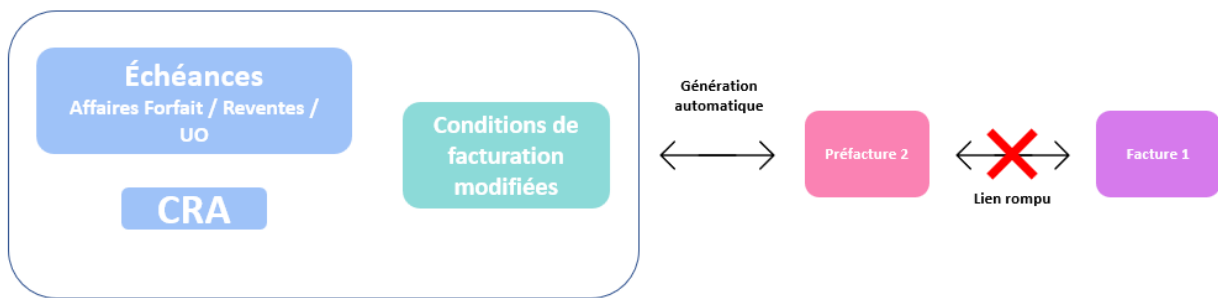 Échéances
Affaires Forfait / Reventes /
UO
CRA
Conditions de
facturation
modifiées
Génération
automatique
Préfacture 2
Lien rompu
Facture 1